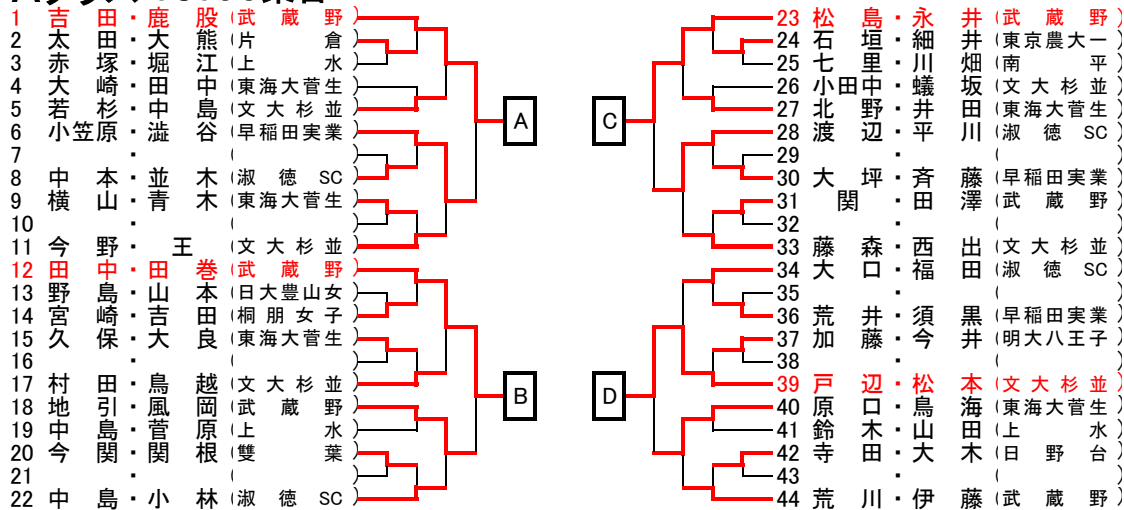 1 吉田・鹿股(武蔵野)
2 太田・大熊(片倉)
3 赤塚・堀江(上水)
4 大崎・田中(東海大菅生)
5 若杉・中島(文大杉並)
6 小笠原・澁谷(早稲田実業)
7 ・( )
8 中本・並木(淑徳SC)
9 横山・青木(東海大菅生)
10 ・( )
11 今野・王(文大杉並)
12 田中・田巻(武蔵野)
13 野島・山本(日大豊山女)
14 宮崎・吉田(桐朋女子)
15 久保・大良(東海大菅生)
16 ・( )
17 村田・鳥越(文大杉並)
18 地引・風岡(武蔵野)
19 中島・菅原(上水)
20 今関・関根(雙葉)
21 ・( )
22 中島・小林(淑徳SC)
A
B
C
D
23 松島・永井(武蔵野)
24 石垣・細井(東京農大一)
25 七里・川畑(南平)
26 小田中・蟻坂(文大杉並)
27 北野・井田(東海大菅生)
28 渡辺・平川(淑徳SC)
29 ・( )
30 大坪・斉藤(早稲田実業)
31 関・田澤(武蔵野)
32 ・( )
33 藤森・西出(文大杉並)
34 大口・福田(淑徳SC)
35 ・( )
36 荒井・須黒(早稲田実業)
37 加藤・今井(明大八王子)
38 ・( )
39 戸辺・松本(文大杉並)
40 原口・鳥海(東海大菅生)
41 鈴木・山田(上水)
42 寺田・大木(日野台)
43 ・( )
44 荒川・伊藤(武蔵野)